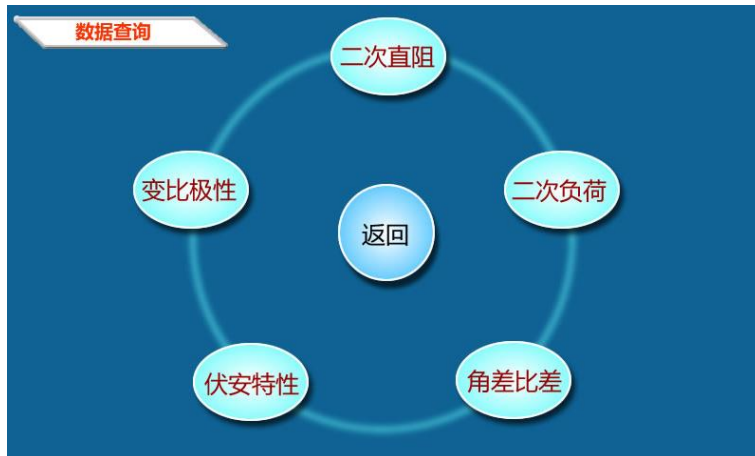 数据查询
二次直阻
变比极性
二次负荷
返回
伏安特性
角差比差